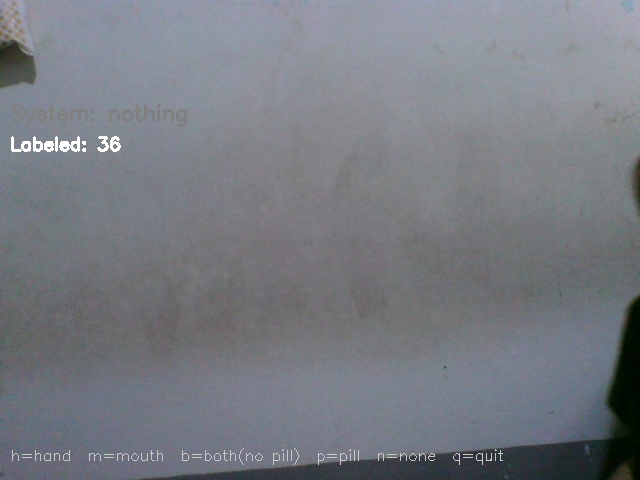 System: nothing
Labeled: 36
h=hand m=mouth b=both(no pill) p=pill n=none q=quit